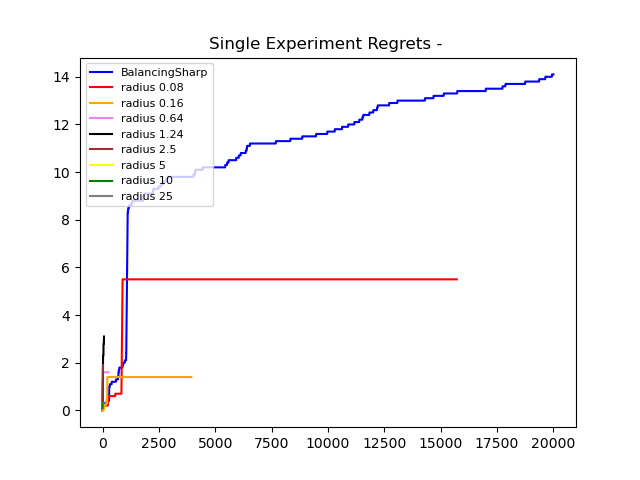 Single Experiment Regrets -
14
12
10
8
6
4
2
0
BalancingSharp
radius 0.08
radius 0.16
radius 0.64
radius 1.24
radius 2.5
radius 5
radius 10
radius 25
0 2500 5000 7500 10000 12500 15000 17500 20000